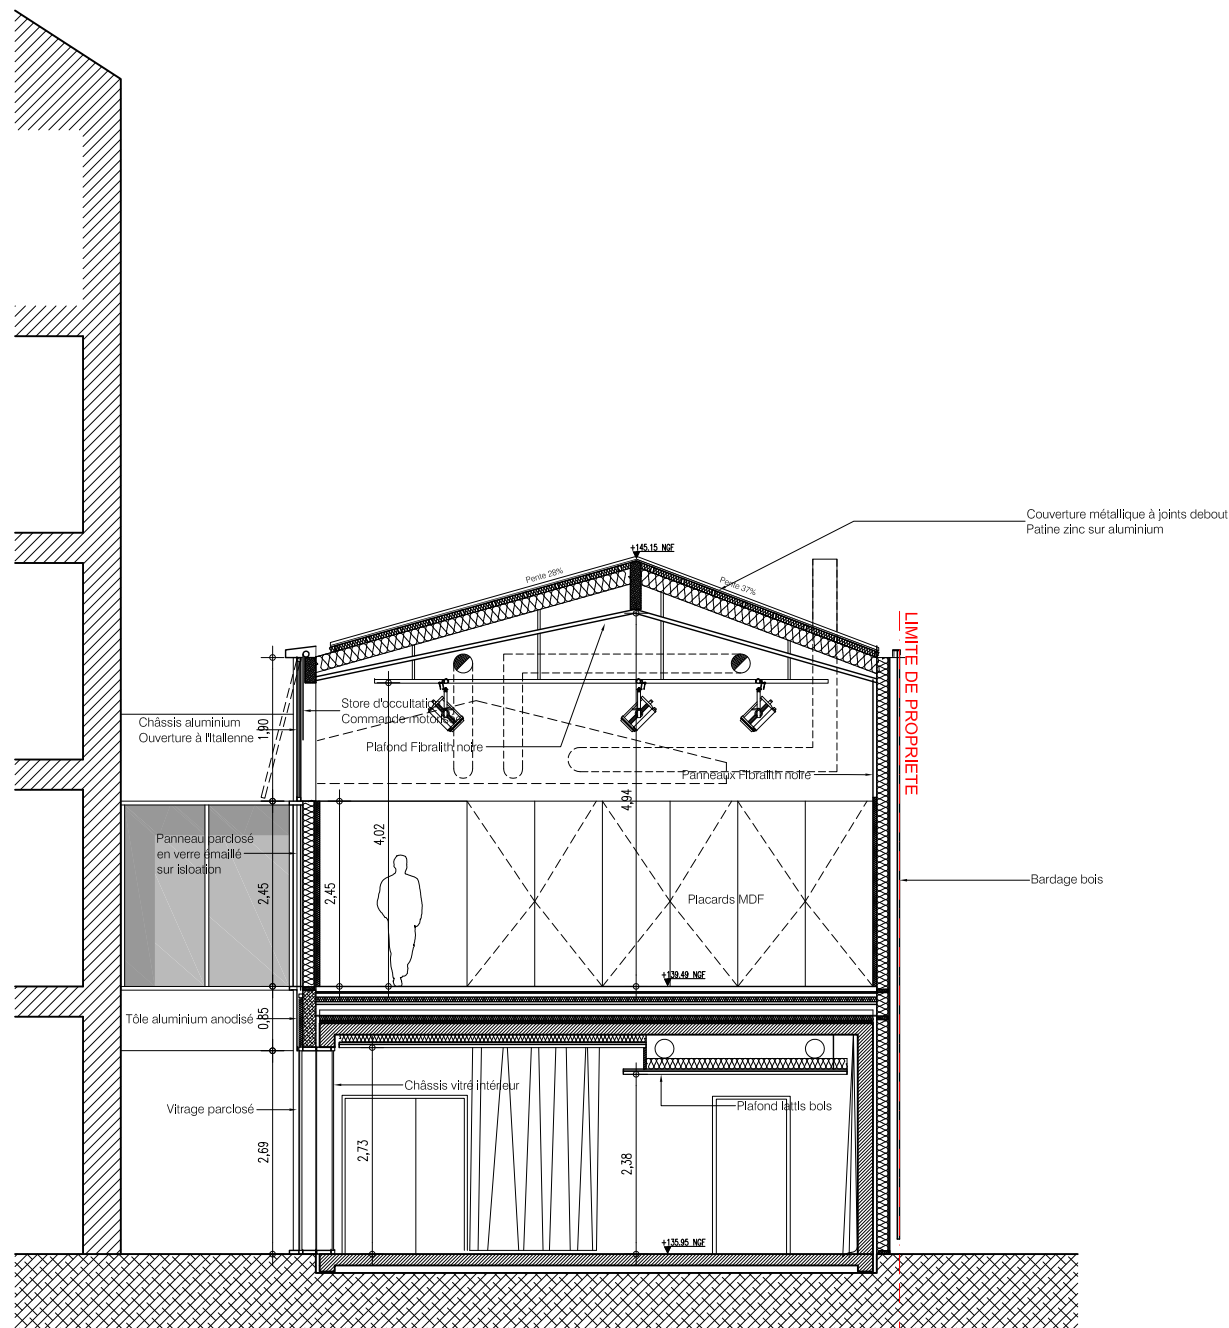 Couverture métallique à joints debout
Patine zinc sur aluminium
+145.15 NGF
Pente 28%
Pente 37%
LIMITE DE PROPRIETE
Châssis aluminium
Ouverture à l'italienne
1,90
Store d'occultation
Commande motorisée
Plafond Fibralith noire
Panneaux Fibralith noire
4,94
4,02
Panneau parclosé
en verre émaillé
sur isloation
2,45
2,45
Placards MDF
Bardage bois
+139.49 NGF
Tôle aluminium anodisé
0,85
Châssis vitré intérieur
Vitrage parclosé
Plafond lattis bois
2,69
2,73
2,38
+135.95 NGF